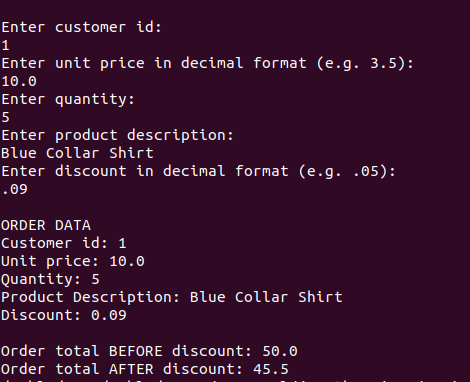 Enter customer id:
1
Enter unit price in decimal format (e.g. 3.5):
10.0
Enter quantity:
5
Enter product description:
Blue Collar Shirt
Enter discount in decimal format (e.g. .05):
.09
ORDER DATA
Customer id: 1
Unit price: 10.0
Quantity: 5
Product Description: Blue Collar Shirt
Discount: 0.09
Order total BEFORE discount: 50.0
Order total AFTER discount: 45.5